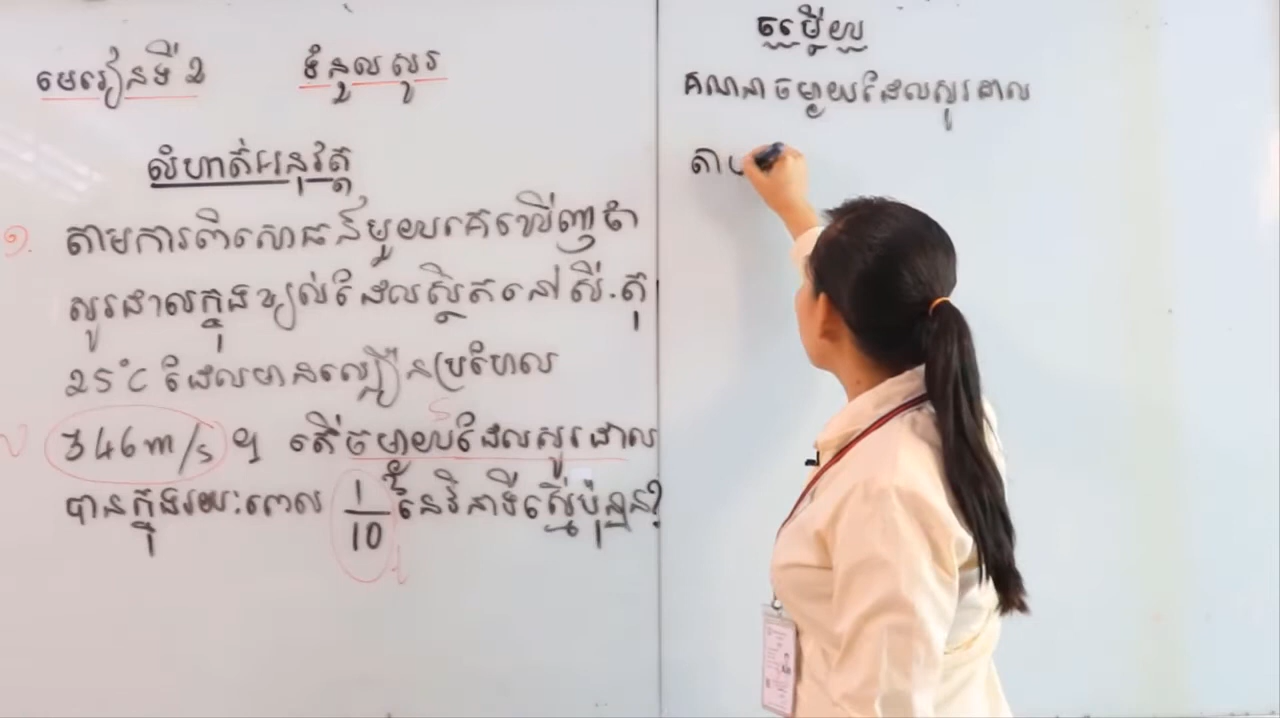 មេរៀនទី 2 ទំនួលសូរ
លំហាត់អនុវត្ត
១. តាមការពិសោធន៍មួយគេឃើញថា
សូរដាលក្នុងខ្យល់ដែលស្ថិតនៅសី.តុ
25°C ដែលមានល្បឿនប្រហែល
v 346m/s ។ តើចម្ងាយដែលសូរដាល
បានក្នុងរយៈពេល 1/10 នៃវិនាទីស្មើប៉ុន្មាន?
ចម្លើយ
គណនាចម្ងាយដែលសូរដាល
តាម